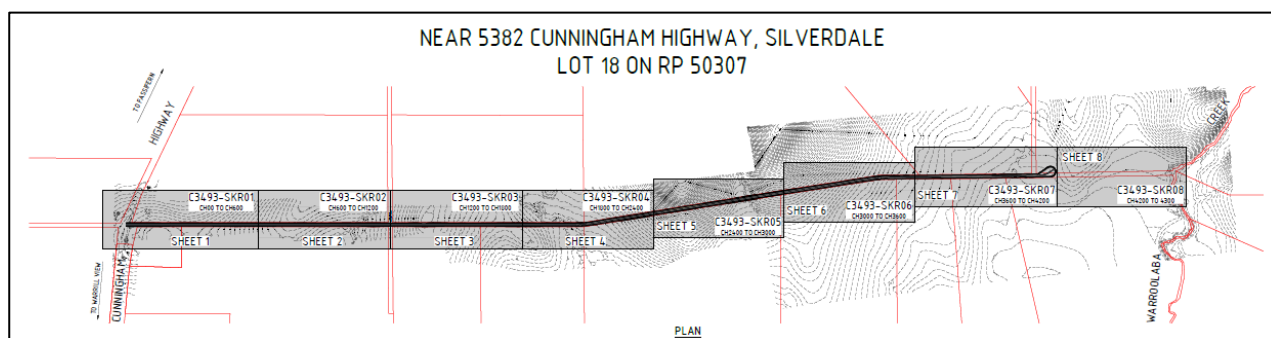 NEAR 5382 CUNNINGHAM HIGHWAY, SILVERDALE
LOT 18 ON RP 50307
TO FASSIFERN
HIGHWAY
CREEK
SHEET 8
C3493-SKR01
CH00 TO CH600
C3493-SKR02
CH600 TO CH1200
C3493-SKR03
CH1200 TO CH1800
C3493-SKR04
CH1800 TO CH2400
C3493-SKR05
CH2400 TO CH3000
C3493-SKR06
CH3000 TO CH3600
C3493-SKR07
CH3600 TO CH4200
C3493-SKR08
CH4200 TO 4300
SHEET 1
SHEET 2
SHEET 3
SHEET 4
SHEET 5
SHEET 6
SHEET 7
TO WARRILL VIEW
CUNNINGHAM
WARROOLABA
PLAN